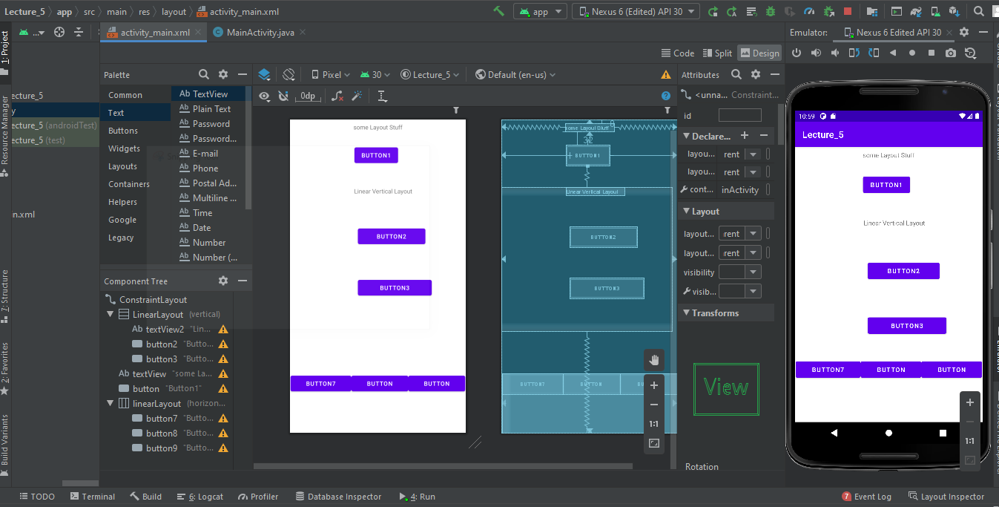 Lecture_5 app src main res layout activity_main.xml
app Nexus 6 (Edited) API 30
activity_main.xml MainActivity.java
Emulator: Nexus 6 Edited API 30
1: Project
Resource Manager
7: Structure
2: Favorites
Build Variants
ecture_5
y
ecture_5 (androidTest)
ecture_5 (test)
in.xml
Code Split Design
Palette
Common
Text
Buttons
Widgets
Layouts
Containers
Helpers
Google
Legacy
Ab TextView
Ab Plain Text
Ab Password
Ab Password...
Ab E-mail
Ab Phone
Ab Postal Ad...
Ab Multiline ...
Ab Time
Ab Date
Ab Number
Ab Number (...
Component Tree
ConstraintLayout
LinearLayout (vertical)
Ab textView2 "Lin...
button2 "Butto...
button3 "Butto...
Ab textView "some La...
button "Button1"
linearLayout (horizon...
button7 "Butto...
button8 "Butto...
button9 "Butto...
Pixel 30 Lecture_5 Default (en-us)
0dp
some Layout Stuff
BUTTON1
Linear Vertical Layout
BUTTON2
BUTTON3
BUTTON7 BUTTON BUTTON
some Layout Stuff
32
BUTTON1
Linear Vertical Layout
BUTTON2
BUTTON3
BUTTON7 BUTTON
1:1
Attributes
<unna... Constraint...
id
Declare...
layou... rent
layou... rent
cont... inActivity
Layout
layout... rent
layout... rent
visibility
visib...
Transforms
View
Rotation
10:59
Lecture_5
some Layout Stuff
BUTTON1
Linear Vertical Layout
BUTTON2
BUTTON3
BUTTON7 BUTTON BUTTON
1:1
TODO Terminal Build 6: Logcat Profiler Database Inspector 4: Run 7 Event Log Layout Inspector